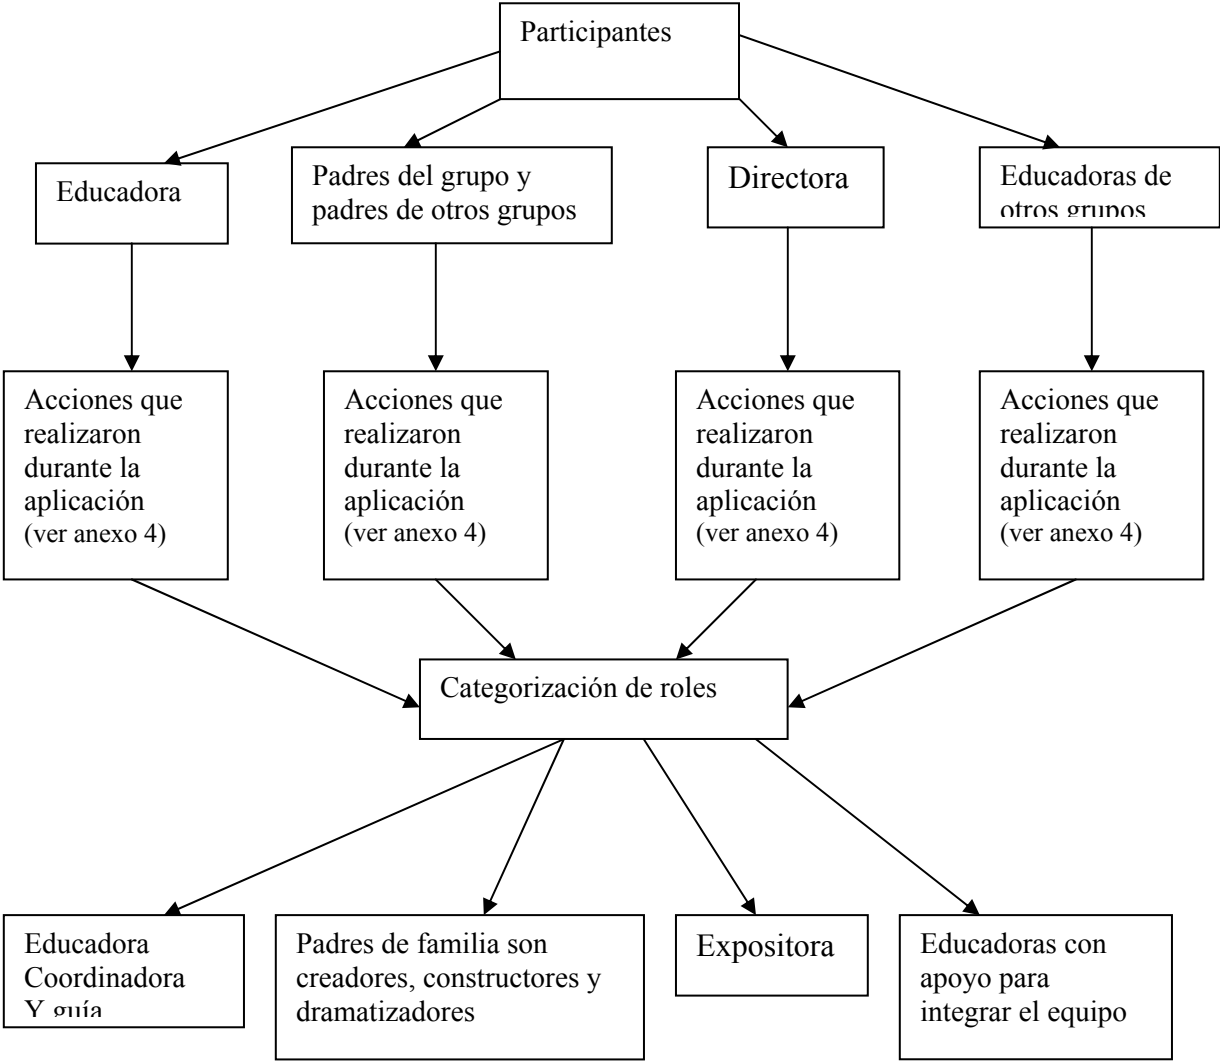 Participantes
Educadora
Padres del grupo y
padres de otros grupos
Directora
Educadoras de
otros grupos
Acciones que
realizaron
durante la
aplicación
(ver anexo 4)
Acciones que
realizaron
durante la
aplicación
(ver anexo 4)
Acciones que
realizaron
durante la
aplicación
(ver anexo 4)
Acciones que
realizaron
durante la
aplicación
(ver anexo 4)
Categorización de roles
Educadora
Coordinadora
Y guía
Padres de familia son
creadores, constructores y
dramatizadores
Expositora
Educadoras con
apoyo para
integrar el equipo